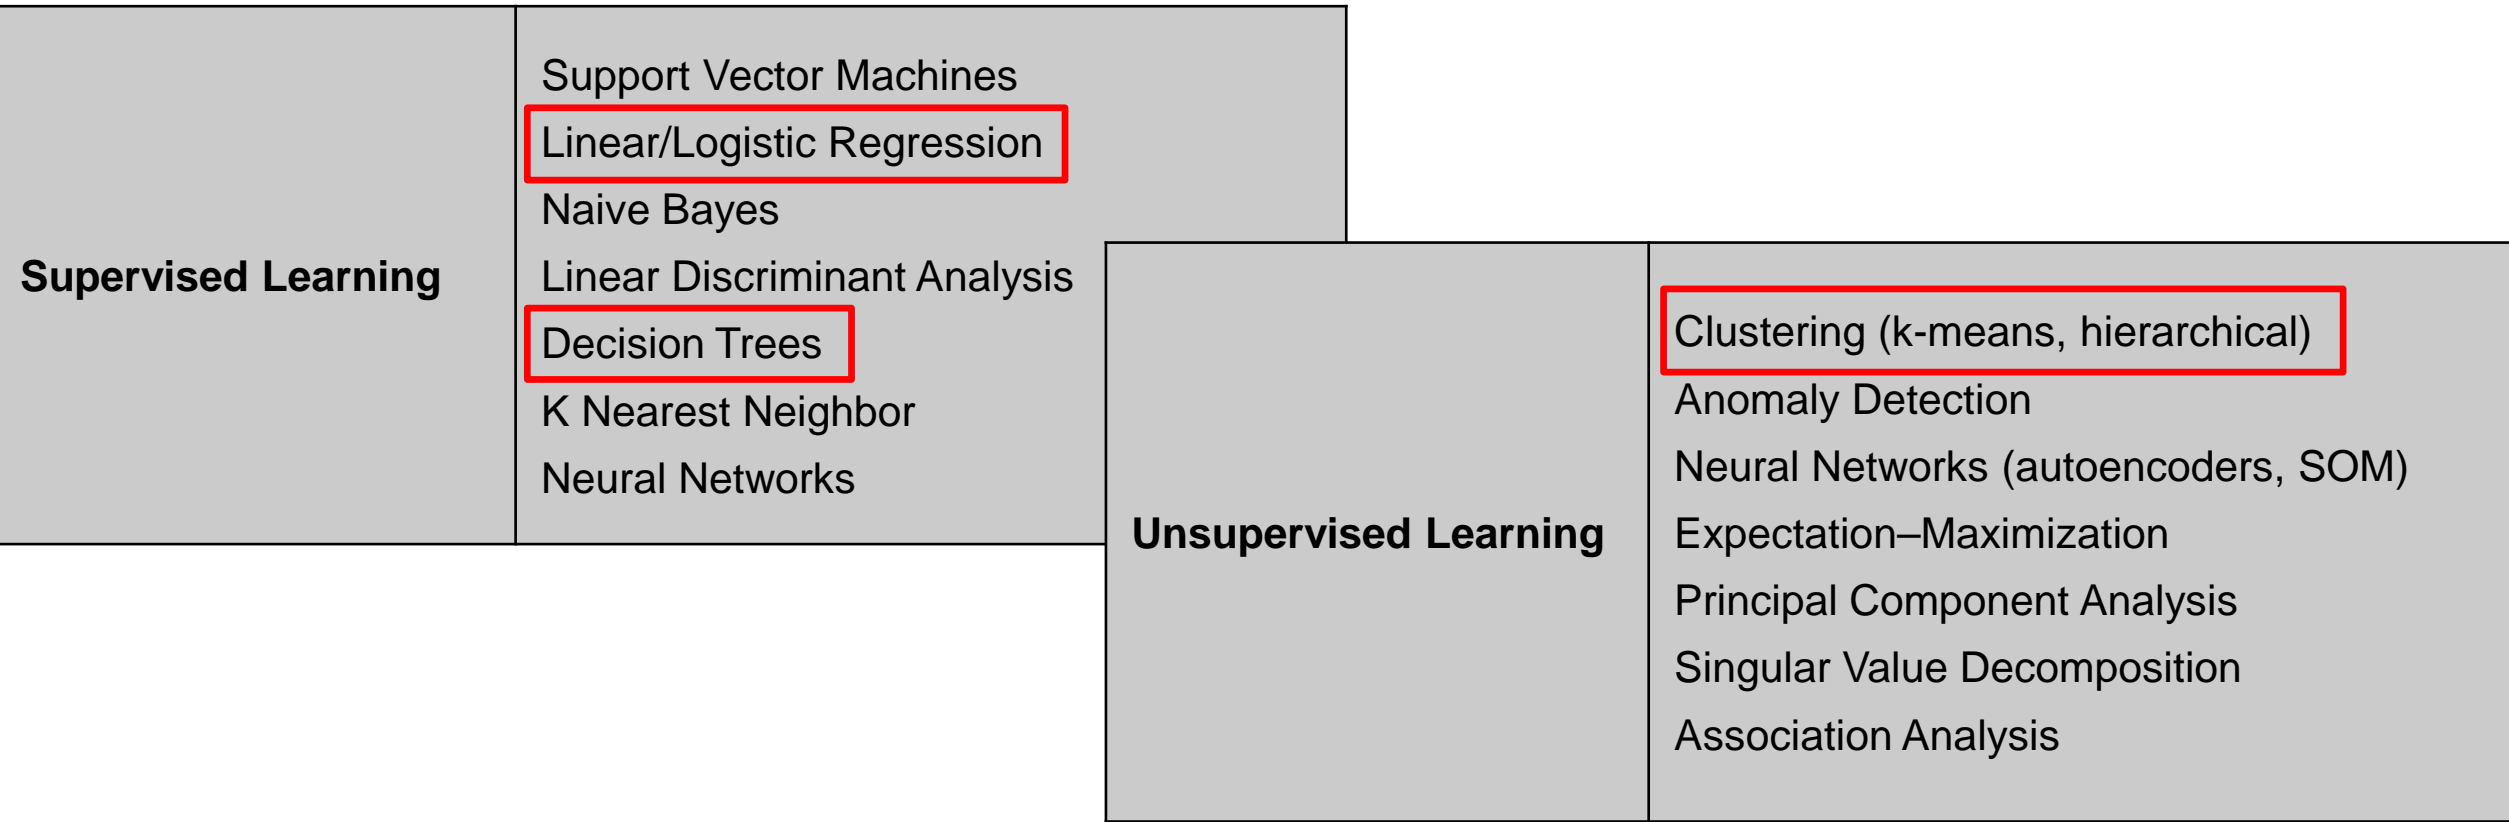 Supervised Learning
Support Vector Machines
Linear/Logistic Regression
Naive Bayes
Linear Discriminant Analysis
Decision Trees
K Nearest Neighbor
Neural Networks
Unsupervised Learning
Clustering (k-means, hierarchical)
Anomaly Detection
Neural Networks (autoencoders, SOM)
Expectation–Maximization
Principal Component Analysis
Singular Value Decomposition
Association Analysis